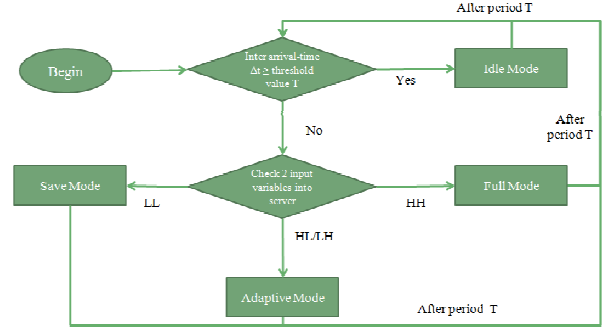 After period T
Begin
Inter arrival-time
Δt ≥ threshold
value T
Yes
Idle Mode
After
period T
No
Save Mode
LL
Check 2 input
variables into
server
HH
Full Mode
HL/LH
Adaptive Mode
After period T